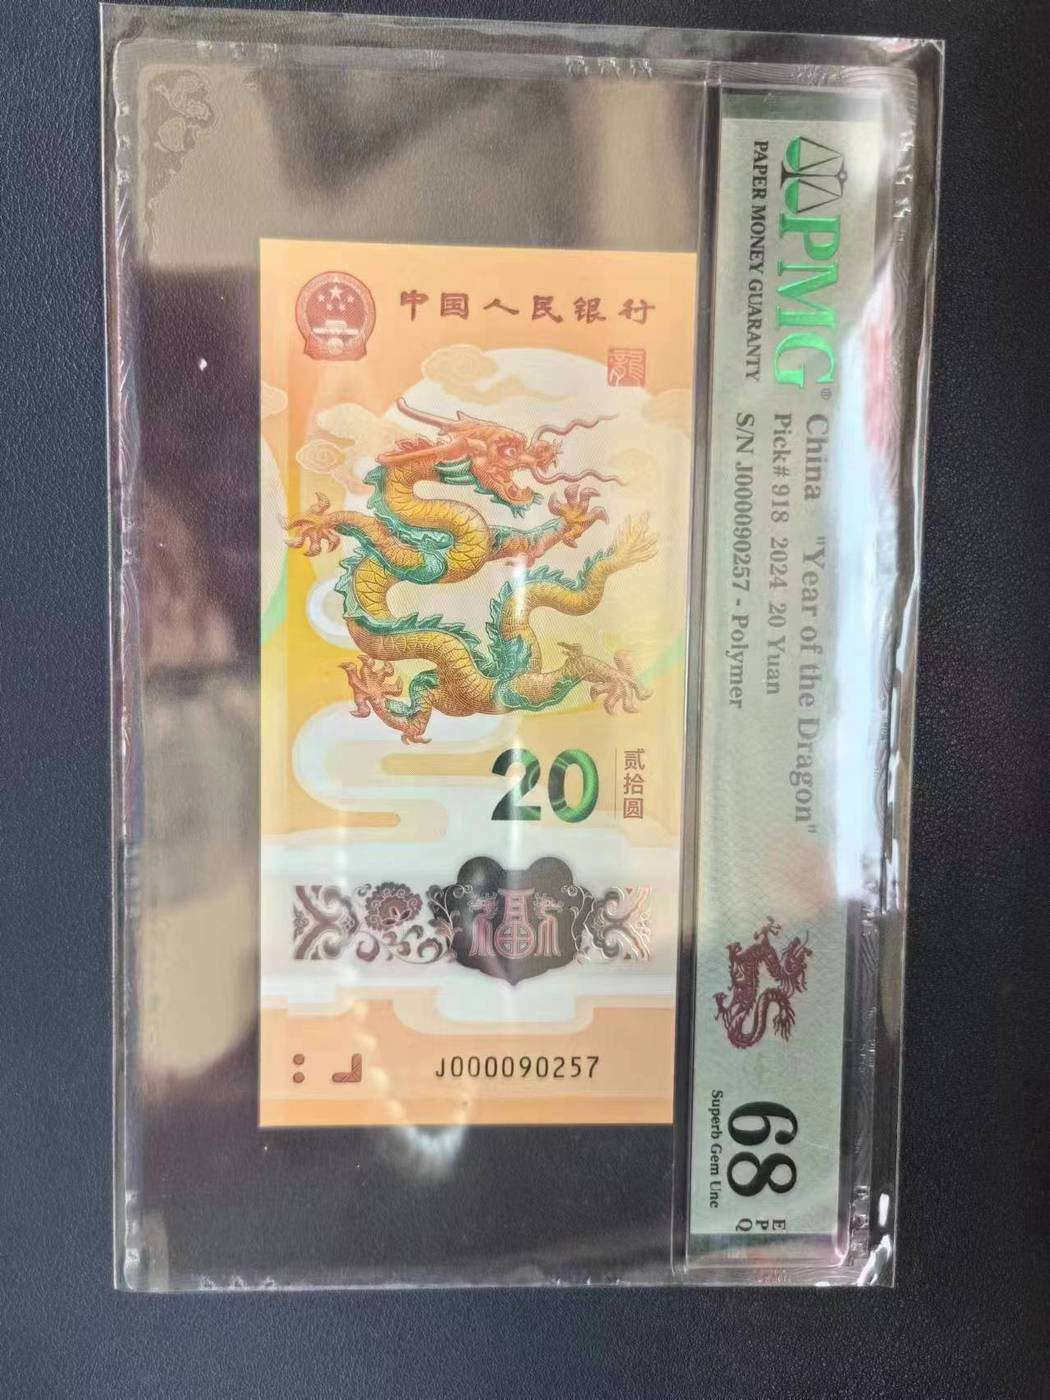 PMG®
PAPER MONEY GUARANTY
China "Year of the Dragon"
Pick# 918 2024 20 Yuan
S/N J000090257 - Polymer
68
EPQ
Superb Gem Unc
中国人民银行
龍
20
贰拾圆
福
J000090257